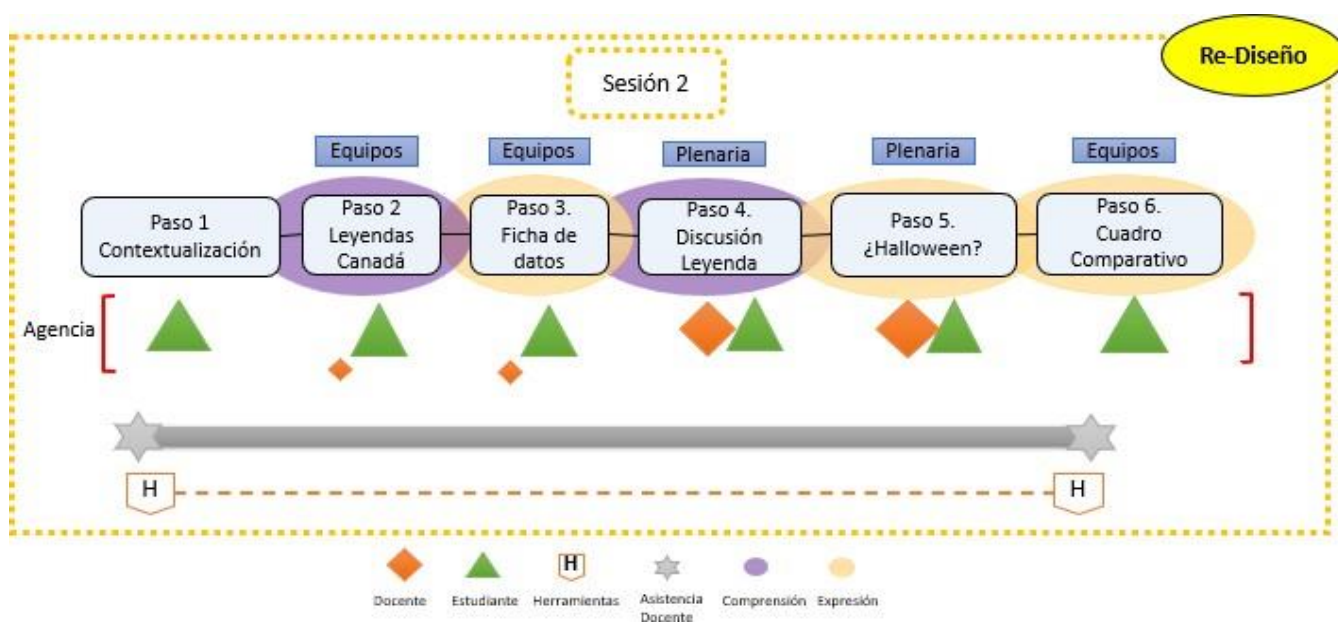 Re-Diseño
Sesión 2
Equipos
Equipos
Plenaria
Plenaria
Equipos
Paso 1
Contextualización
Paso 2
Leyendas
Canadá
Paso 3.
Ficha de
datos
Paso 4.
Discusión
Leyenda
Paso 5.
¿Halloween?
Paso 6.
Cuadro
Comparativo
Agencia
H
H
H
Docente
Estudiante
Herramientas
Asistencia
Docente
Comprensión
Expresión